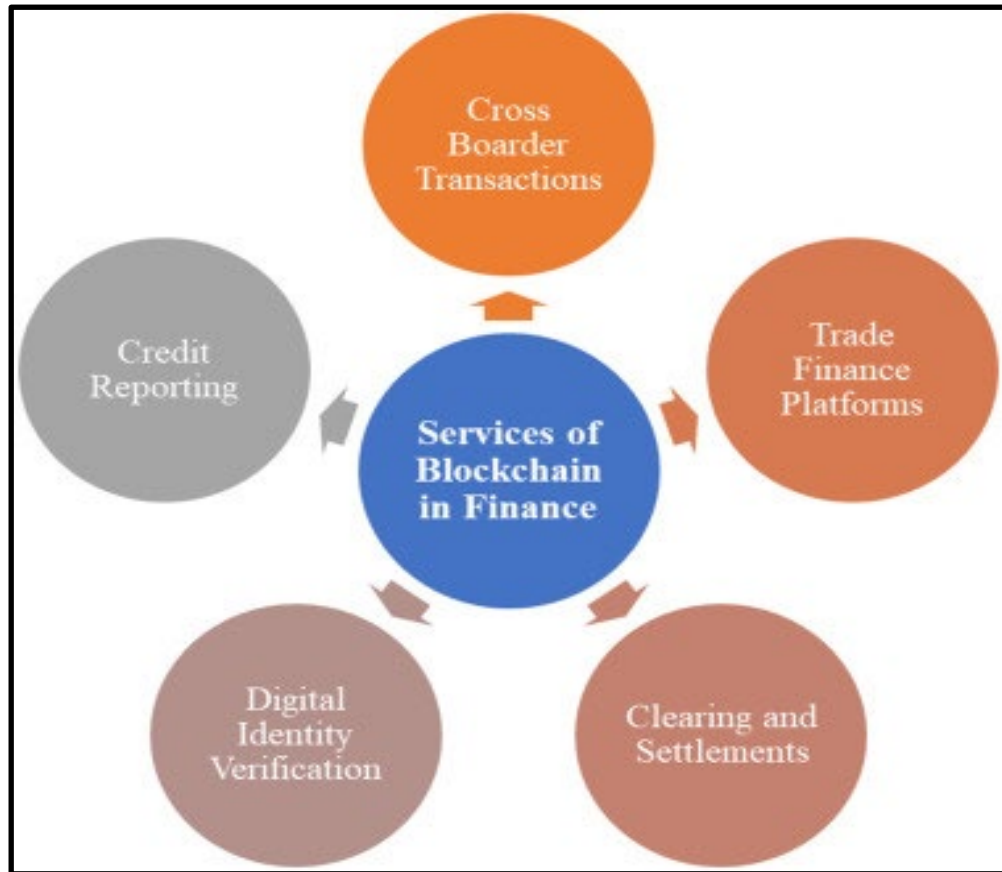 Cross
Boarder
Transactions
Credit
Reporting
Trade
Finance
Platforms
Services of
Blockchain
in Finance
Digital
Identity
Verification
Clearing and
Settlements